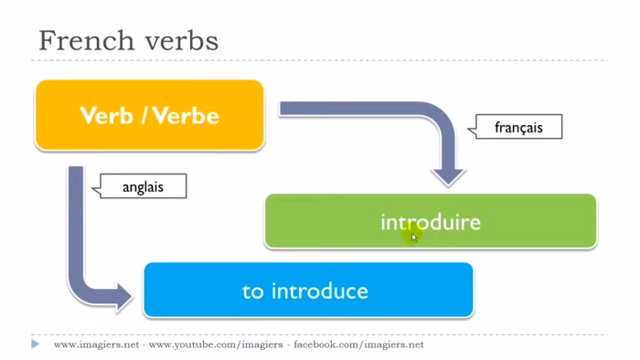 French verbs
Verb / Verbe
français
anglais
introduire
to introduce
www.imagiers.net - www.youtube.com/imagiers - facebook.com/imagiers.net